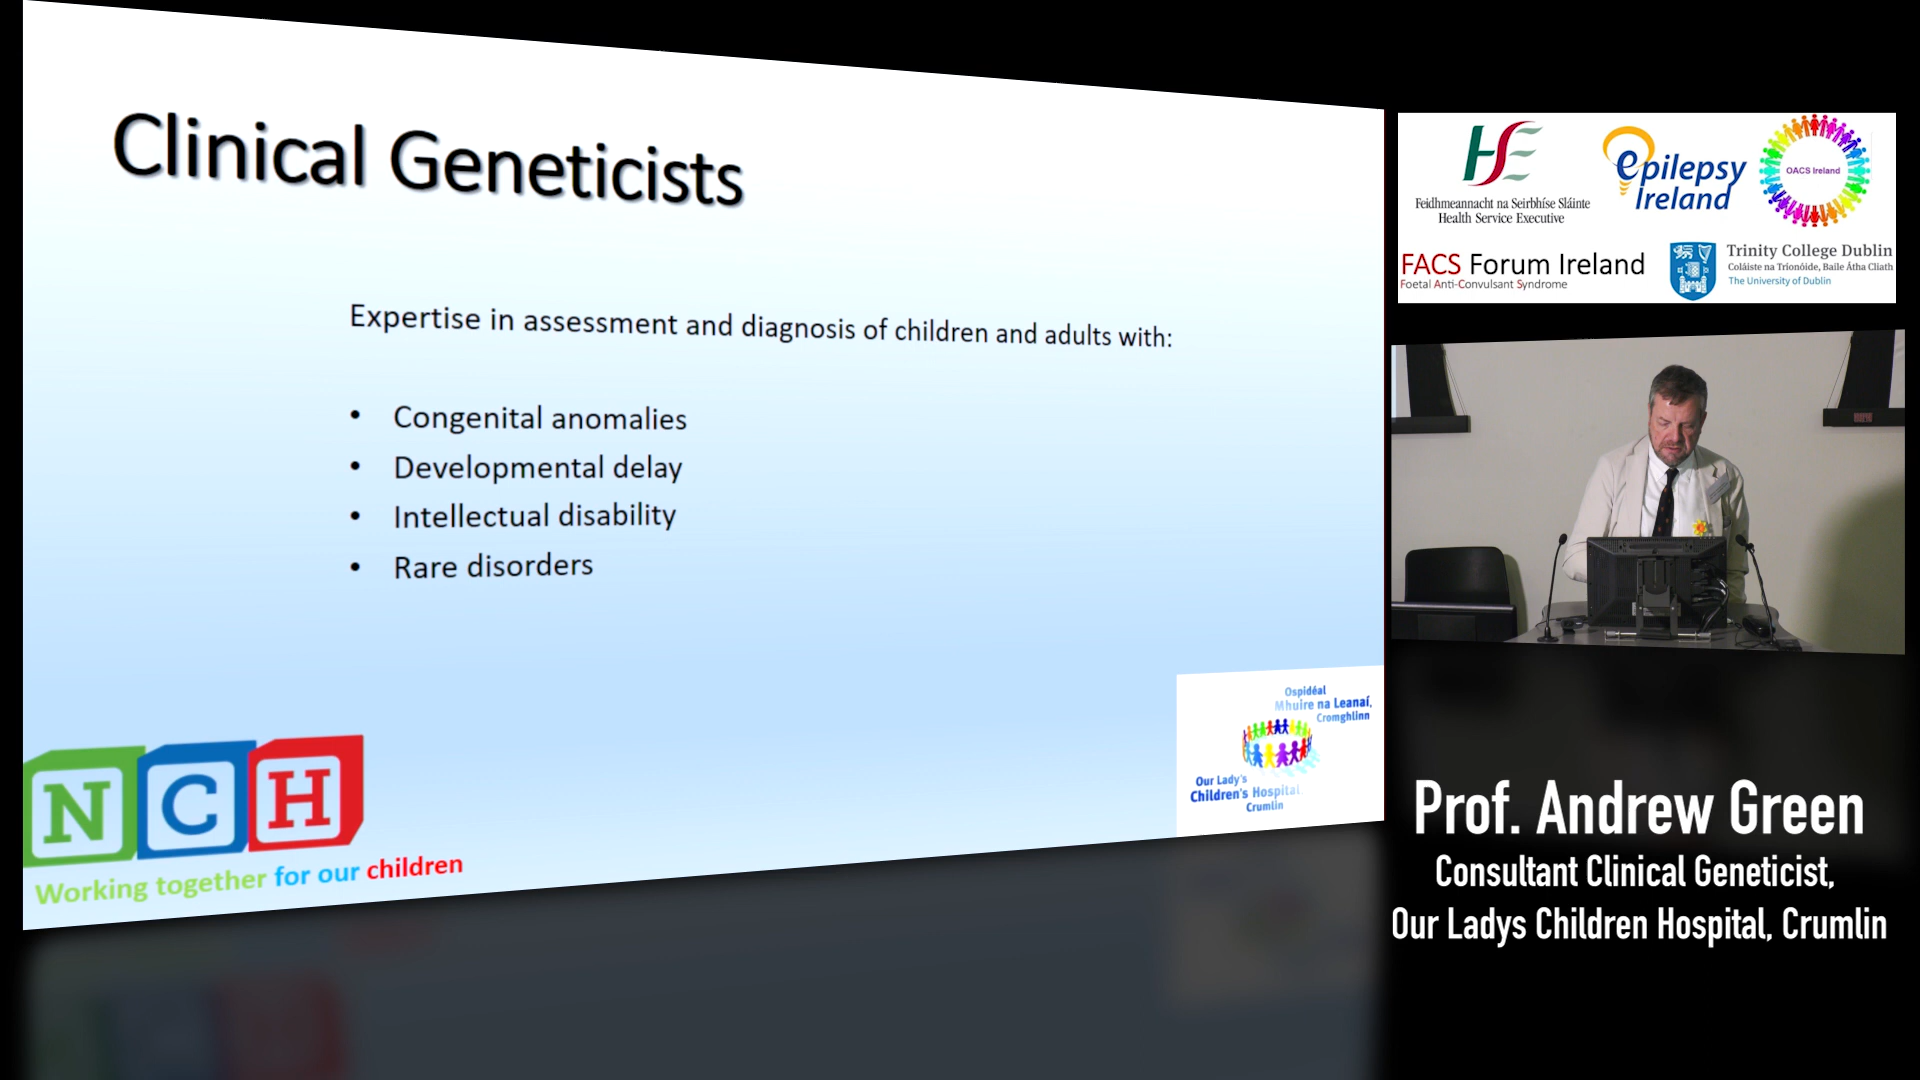 Clinical Geneticists
Expertise in assessment and diagnosis of children and adults with:
• Congenital anomalies
• Developmental delay
• Intellectual disability
• Rare disorders
NCH
Working together for our children
Ospidéal
Mhuire na Leanaí,
Cromghlinn
Our Lady's
Children's Hospital
Crumlin
HSE
Feidhmeannacht na Seirbhíse Sláinte
Health Service Executive
epilepsy
Ireland
OACS Ireland
FACS Forum Ireland
Foetal Anti-Convulsant Syndrome
Trinity College Dublin
Coláiste na Tríonóide, Baile Átha Cliath
The University of Dublin
Prof. Andrew Green
Consultant Clinical Geneticist,
Our Ladys Children Hospital, Crumlin